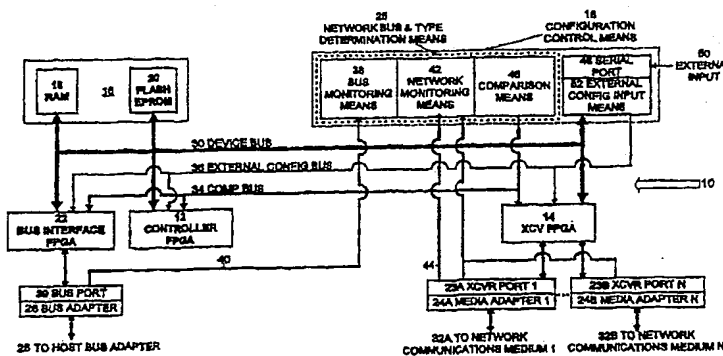 25
NETWORK BUS & TYPE
DETERMINATION MEANS
18
CONFIGURATION
CONTROL MEANS
18
RAM
16
20
FLASH
EPROM
38
BUS
MONITORING
MEANS
42
NETWORK
MONITORING
MEANS
46
COMPARISON
MEANS
48 SERIAL
PORT
52 EXTERNAL
CONFIG INPUT
MEANS
50
EXTERNAL
INPUT
30 DEVICE BUS
36 EXTERNAL CONFIG BUS
34 COMP BUS
10
22
BUS INTERFACE
FPGA
12
CONTROLLER
FPGA
14
XCV FPGA
40
44
39 BUS PORT
26 BUS ADAPTER
23A XCVR PORT 1
24A MEDIA ADAPTER 1
23B XCVR PORT N
24B MEDIA ADAPTER N
28 TO HOST BUS ADAPTER
32A TO NETWORK
COMMUNICATIONS MEDIUM 1
32B TO NETWORK
COMMUNICATIONS MEDIUM N